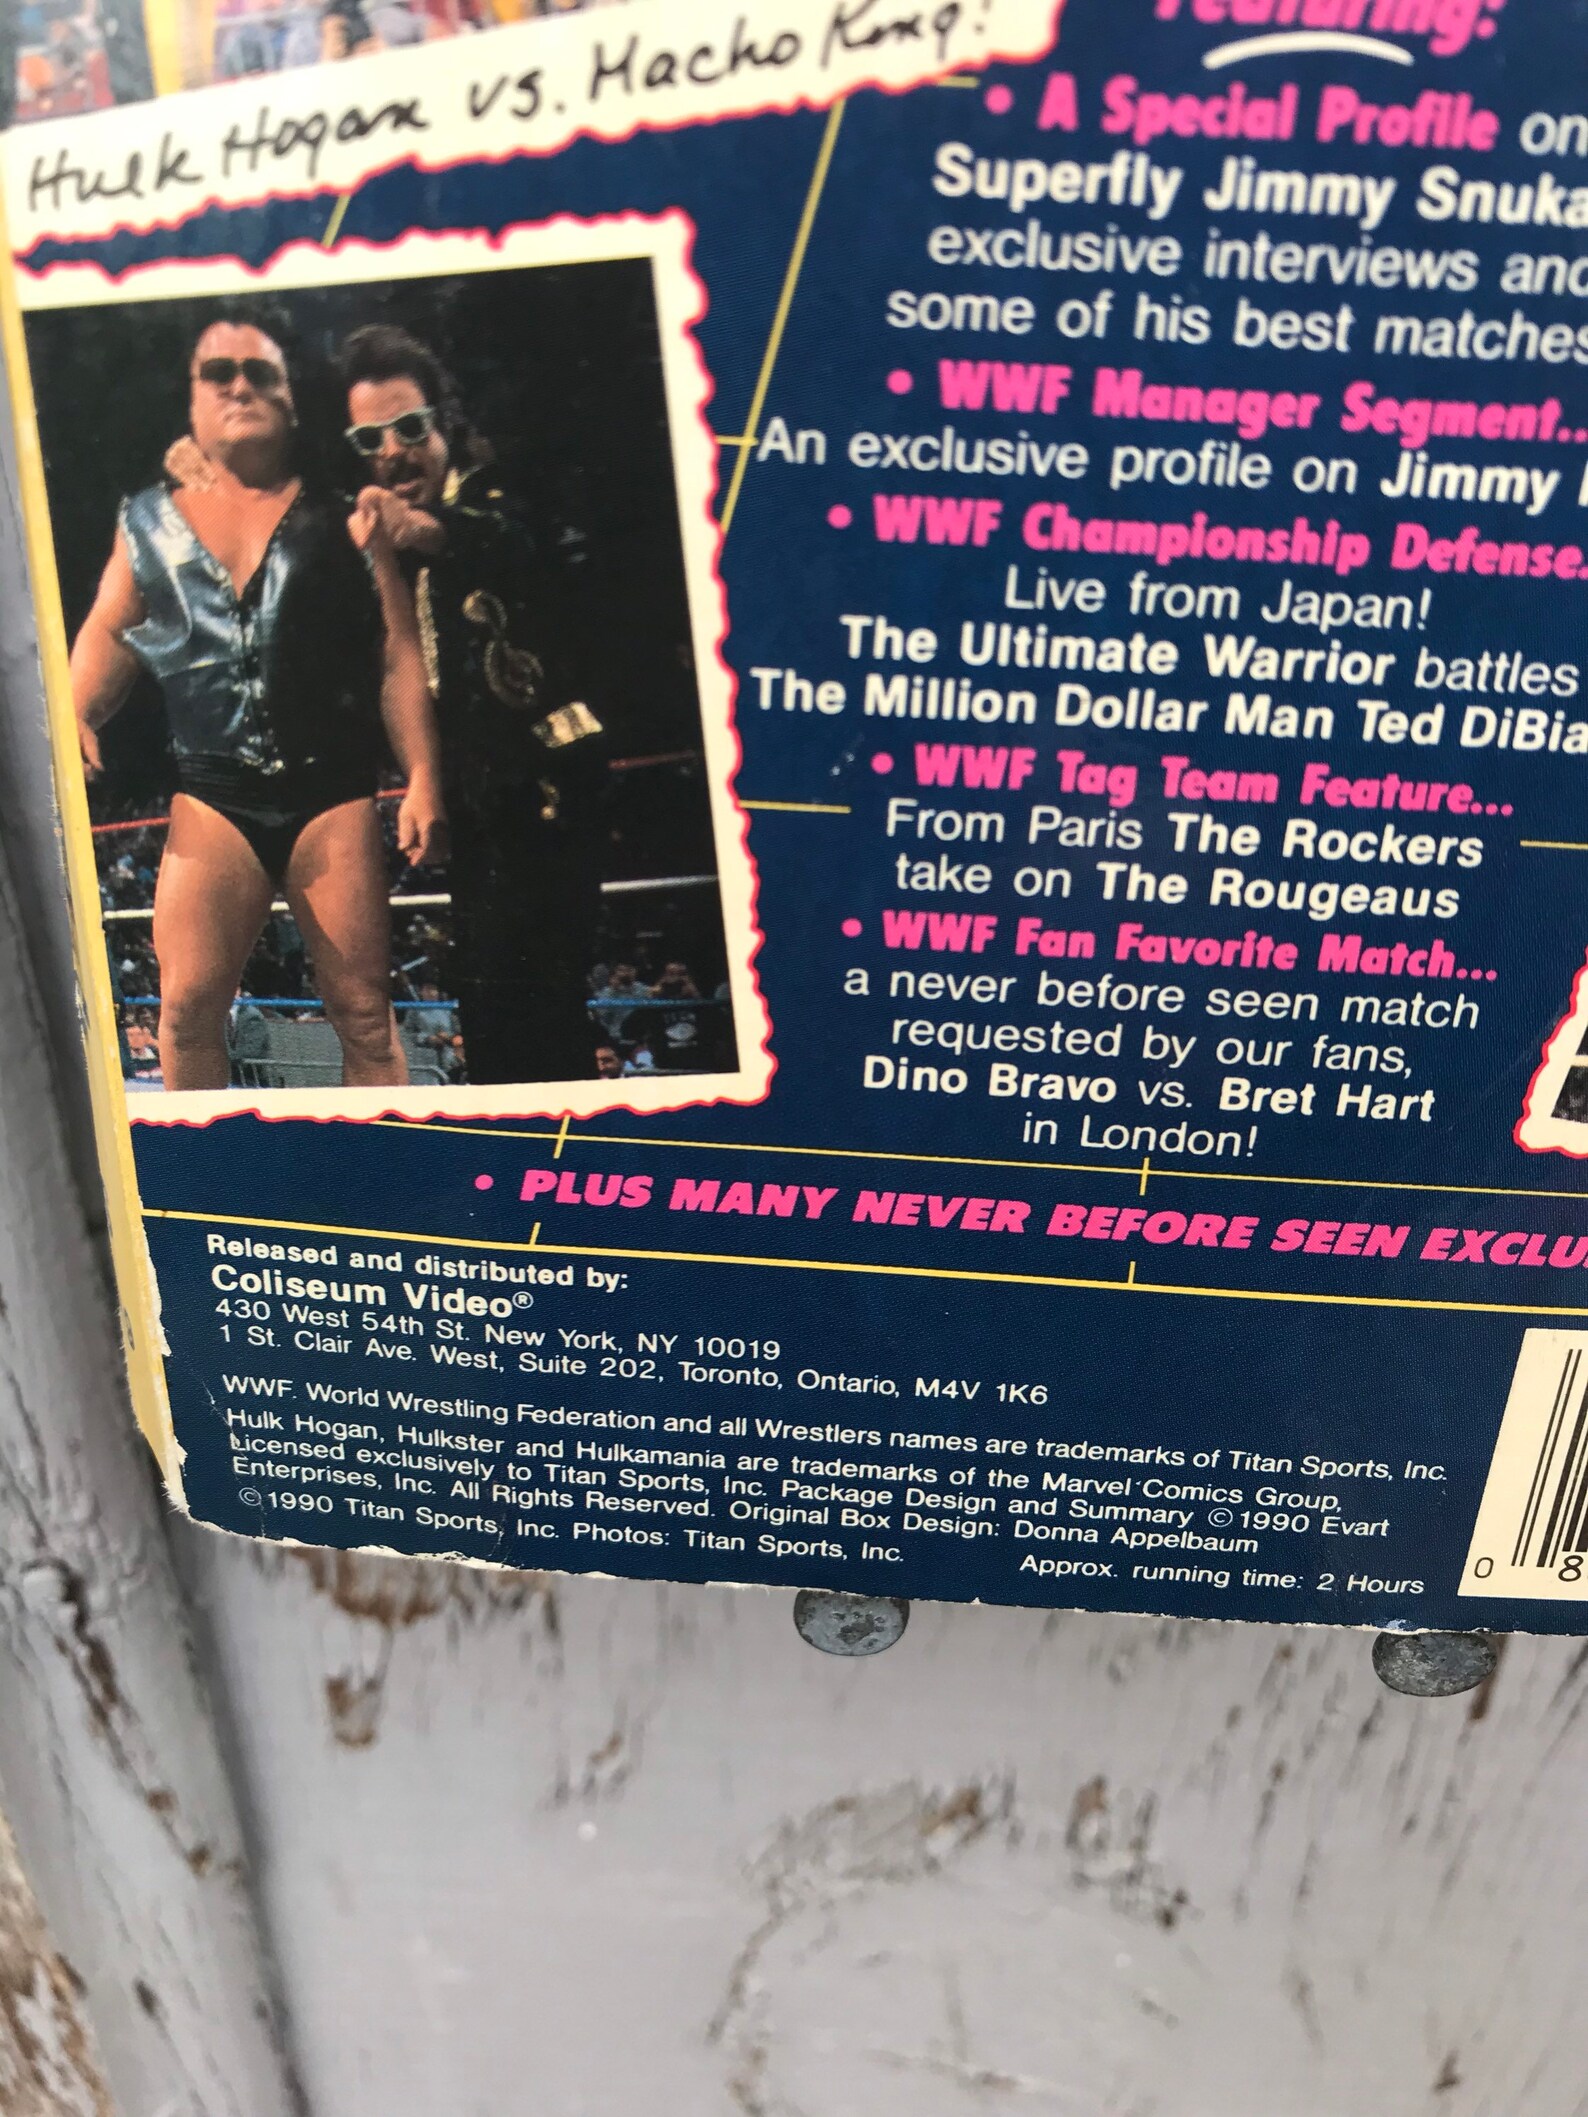 Hulk Hogan vs. Macho King!
Featuring:
• A Special Profile on
Superfly Jimmy Snuka
exclusive interviews and
some of his best matches
• WWF Manager Segment...
An exclusive profile on Jimmy
• WWF Championship Defense...
Live from Japan!
The Ultimate Warrior battles
The Million Dollar Man Ted DiBia
• WWF Tag Team Feature...
From Paris The Rockers
take on The Rougeaus
• WWF Fan Favorite Match...
a never before seen match
requested by our fans,
Dino Bravo vs. Bret Hart
in London!
• PLUS MANY NEVER BEFORE SEEN EXCLU
Released and distributed by:
Coliseum Video®
430 West 54th St. New York, NY 10019
1 St. Clair Ave. West, Suite 202, Toronto, Ontario, M4V 1K6
WWF. World Wrestling Federation and all Wrestlers names are trademarks of Titan Sports, Inc.
Hulk Hogan, Hulkster and Hulkamania are trademarks of the Marvel Comics Group,
Licensed exclusively to Titan Sports, Inc. Package Design and Summary © 1990 Evart
Enterprises, Inc. All Rights Reserved. Original Box Design: Donna Appelbaum
© 1990 Titan Sports, Inc. Photos: Titan Sports, Inc.
Approx. running time: 2 Hours
0 8